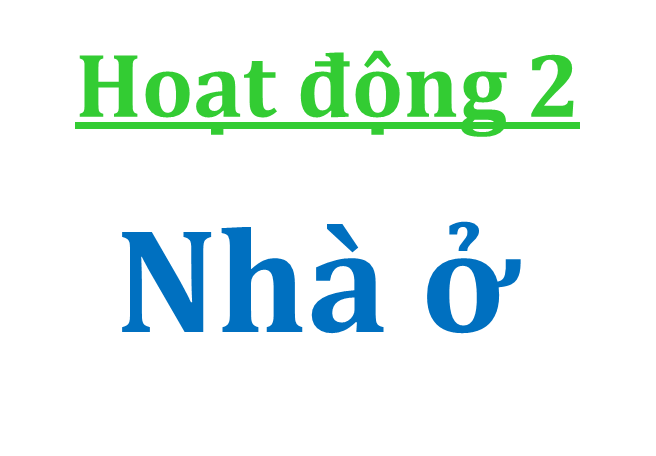 Hoạt động 2
Nhà ở